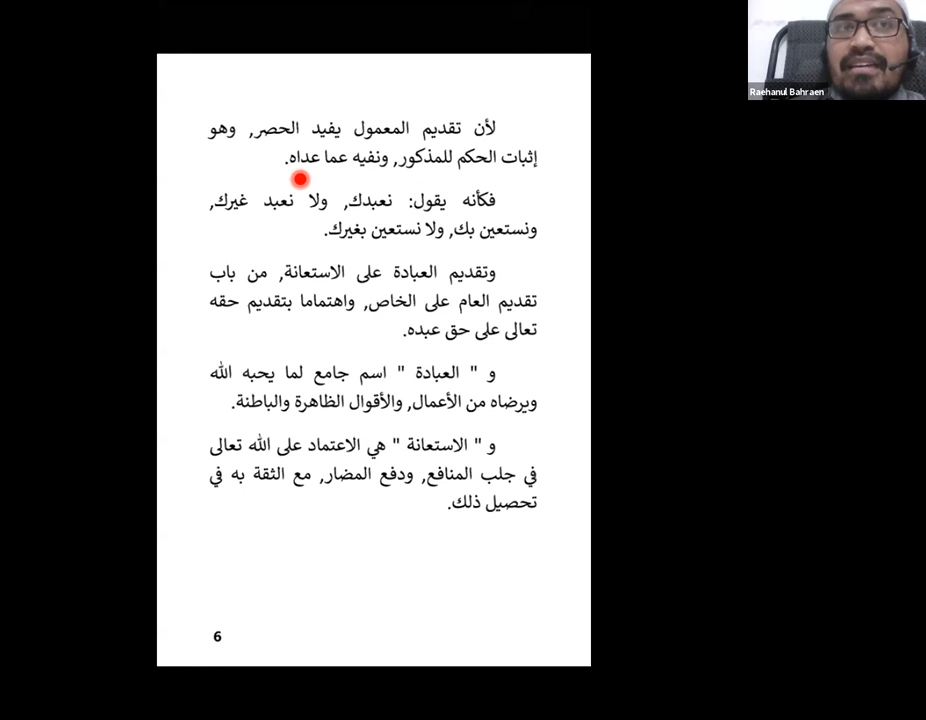 لأن تقديم المعمول يفيد الحصر, وهو
إثبات الحكم للمذكور, ونفيه عما عداه.
فكأنه يقول: نعبدك, ولا نعبد غيرك,
ونستعين بك, ولا نستعين بغيرك.
وتقديم العبادة على الاستعانة, من باب
تقديم العام على الخاص, واهتماما بتقديم حقه
تعالى على حق عبده.
و " العبادة " اسم جامع لما يحبه الله
ويرضاه من الأعمال, والأقوال الظاهرة والباطنة.
و " الاستعانة " هي الاعتماد على الله تعالى
في جلب المنافع, ودفع المضار, مع الثقة به في
تحصيل ذلك.
6
Raehanul Bahraen